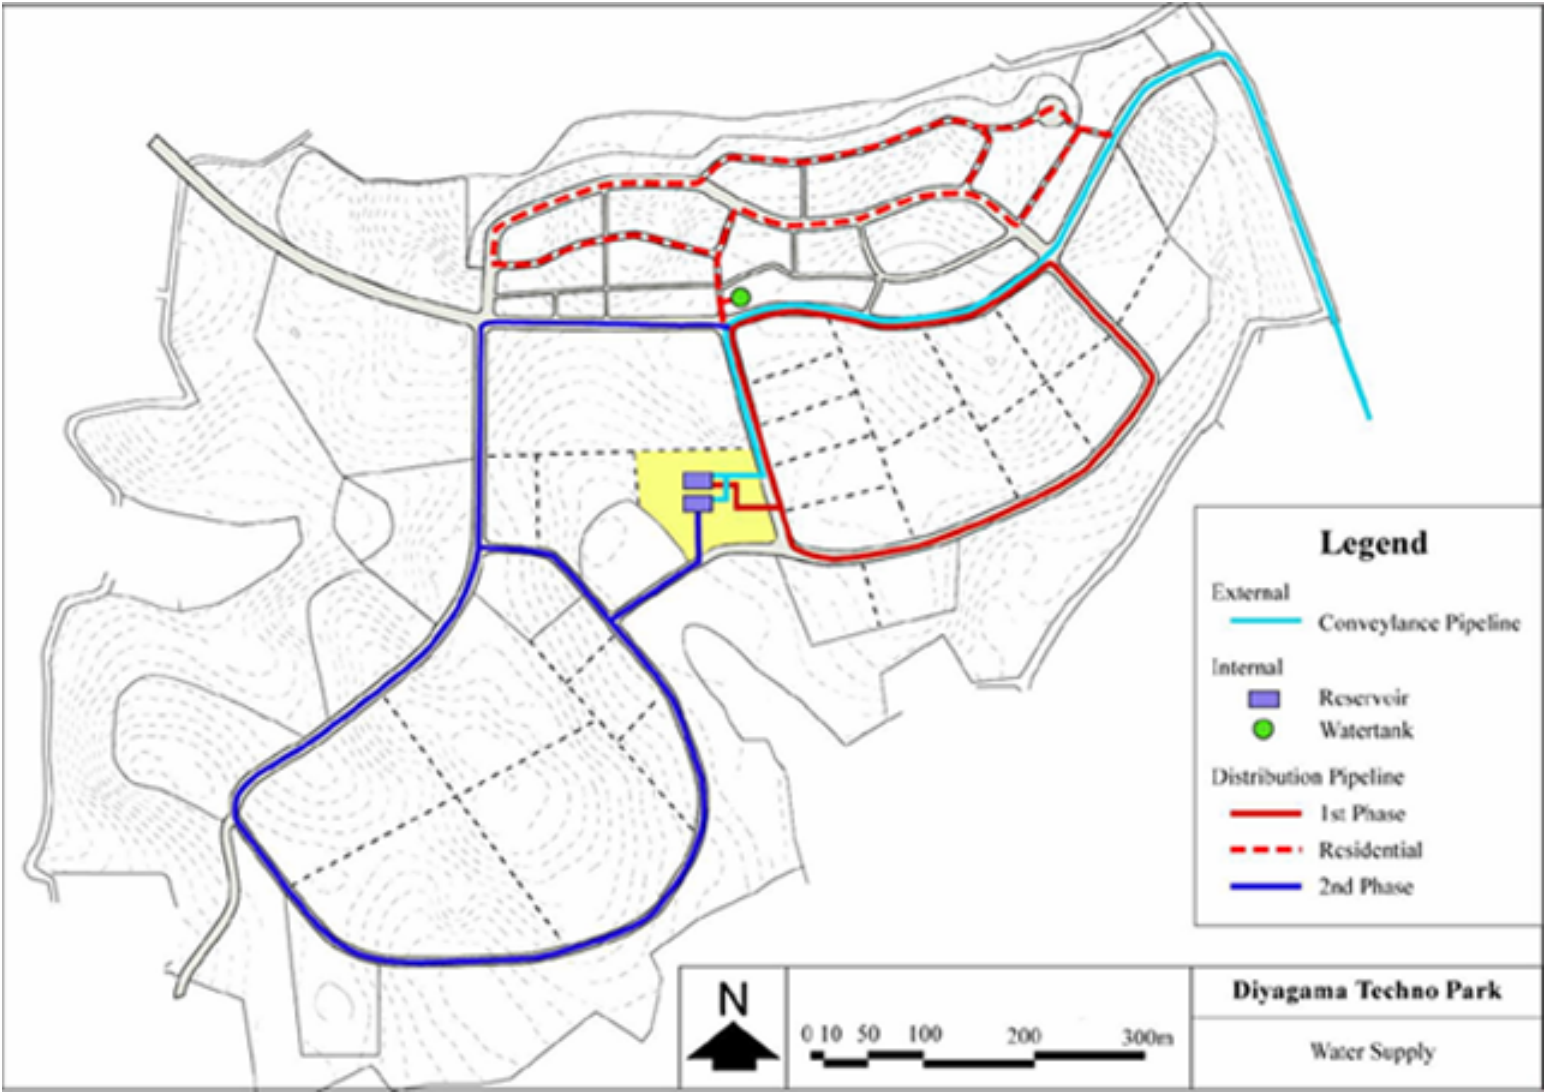 Legend
External
Conveylance Pipeline
Internal
Reservoir
Watertank
Distribution Pipeline
1st Phase
Residential
2nd Phase
N
0 10 50 100 200 300m
Diyagama Techno Park
Water Supply